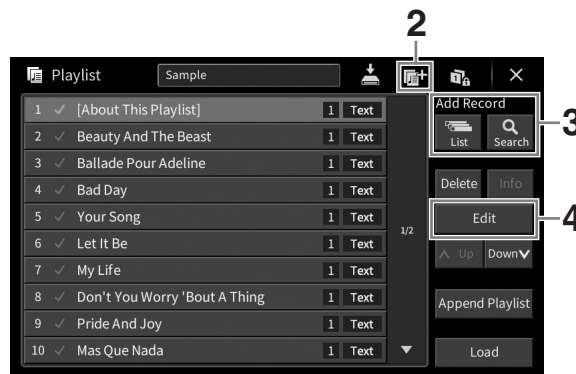 2
Playlist Sample
Add Record
List Search
3
1 [About This Playlist] 1 Text
2 Beauty And The Beast 1 Text
3 Ballade Pour Adeline 1 Text
4 Bad Day 1 Text
5 Your Song 1 Text
6 Let It Be 1 Text
7 My Life 1 Text
8 Don't You Worry 'Bout A Thing 1 Text
9 Pride And Joy 1 Text
10 Mas Que Nada 1 Text
1/2
Delete Info
Edit
4
Up Down
Append Playlist
Load